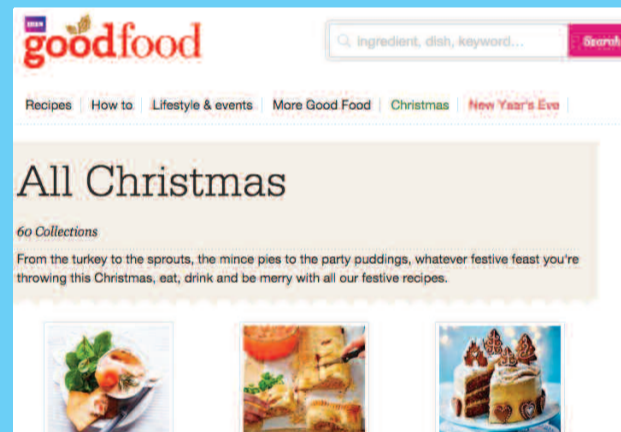 BBC
goodfood
ingredient, dish, keyword... Search
Recipes How to Lifestyle & events More Good Food Christmas New Year's Eve
All Christmas
60 Collections
From the turkey to the sprouts, the mince pies to the party puddings, whatever festive feast you're
throwing this Christmas, eat, drink and be merry with all our festive recipes.